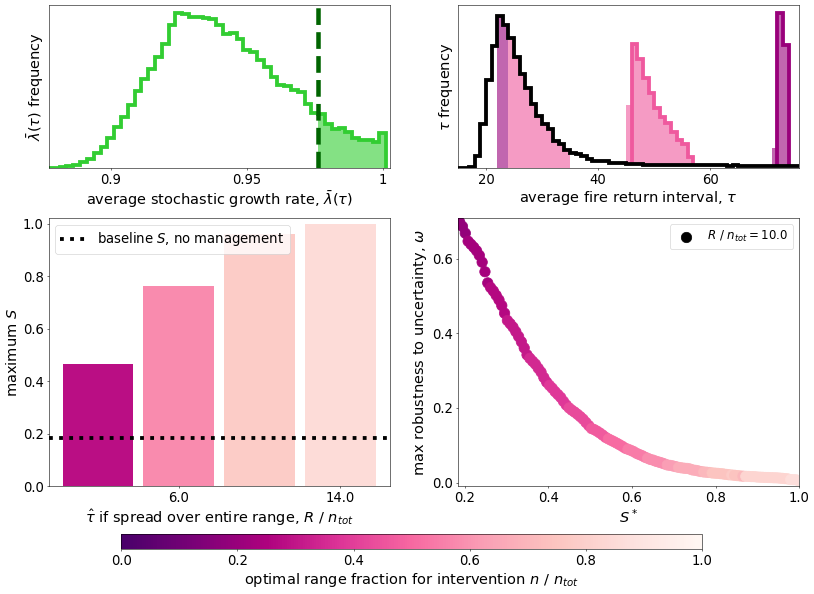 λ̄(τ) frequency
0.9
0.95
1
average stochastic growth rate, λ̄(τ)
τ frequency
20
40
60
average fire return interval, τ
maximum S
1.0
0.8
0.6
0.4
0.2
0.0
baseline S, no management
6.0
14.0
τ̂ if spread over entire range, R / n_tot
max robustness to uncertainty, ω
0.6
0.4
0.2
0.0
R / n_tot = 10.0
0.2
0.4
0.6
0.8
1.0
S*
0.0
0.2
0.4
0.6
0.8
1.0
optimal range fraction for intervention n / n_tot